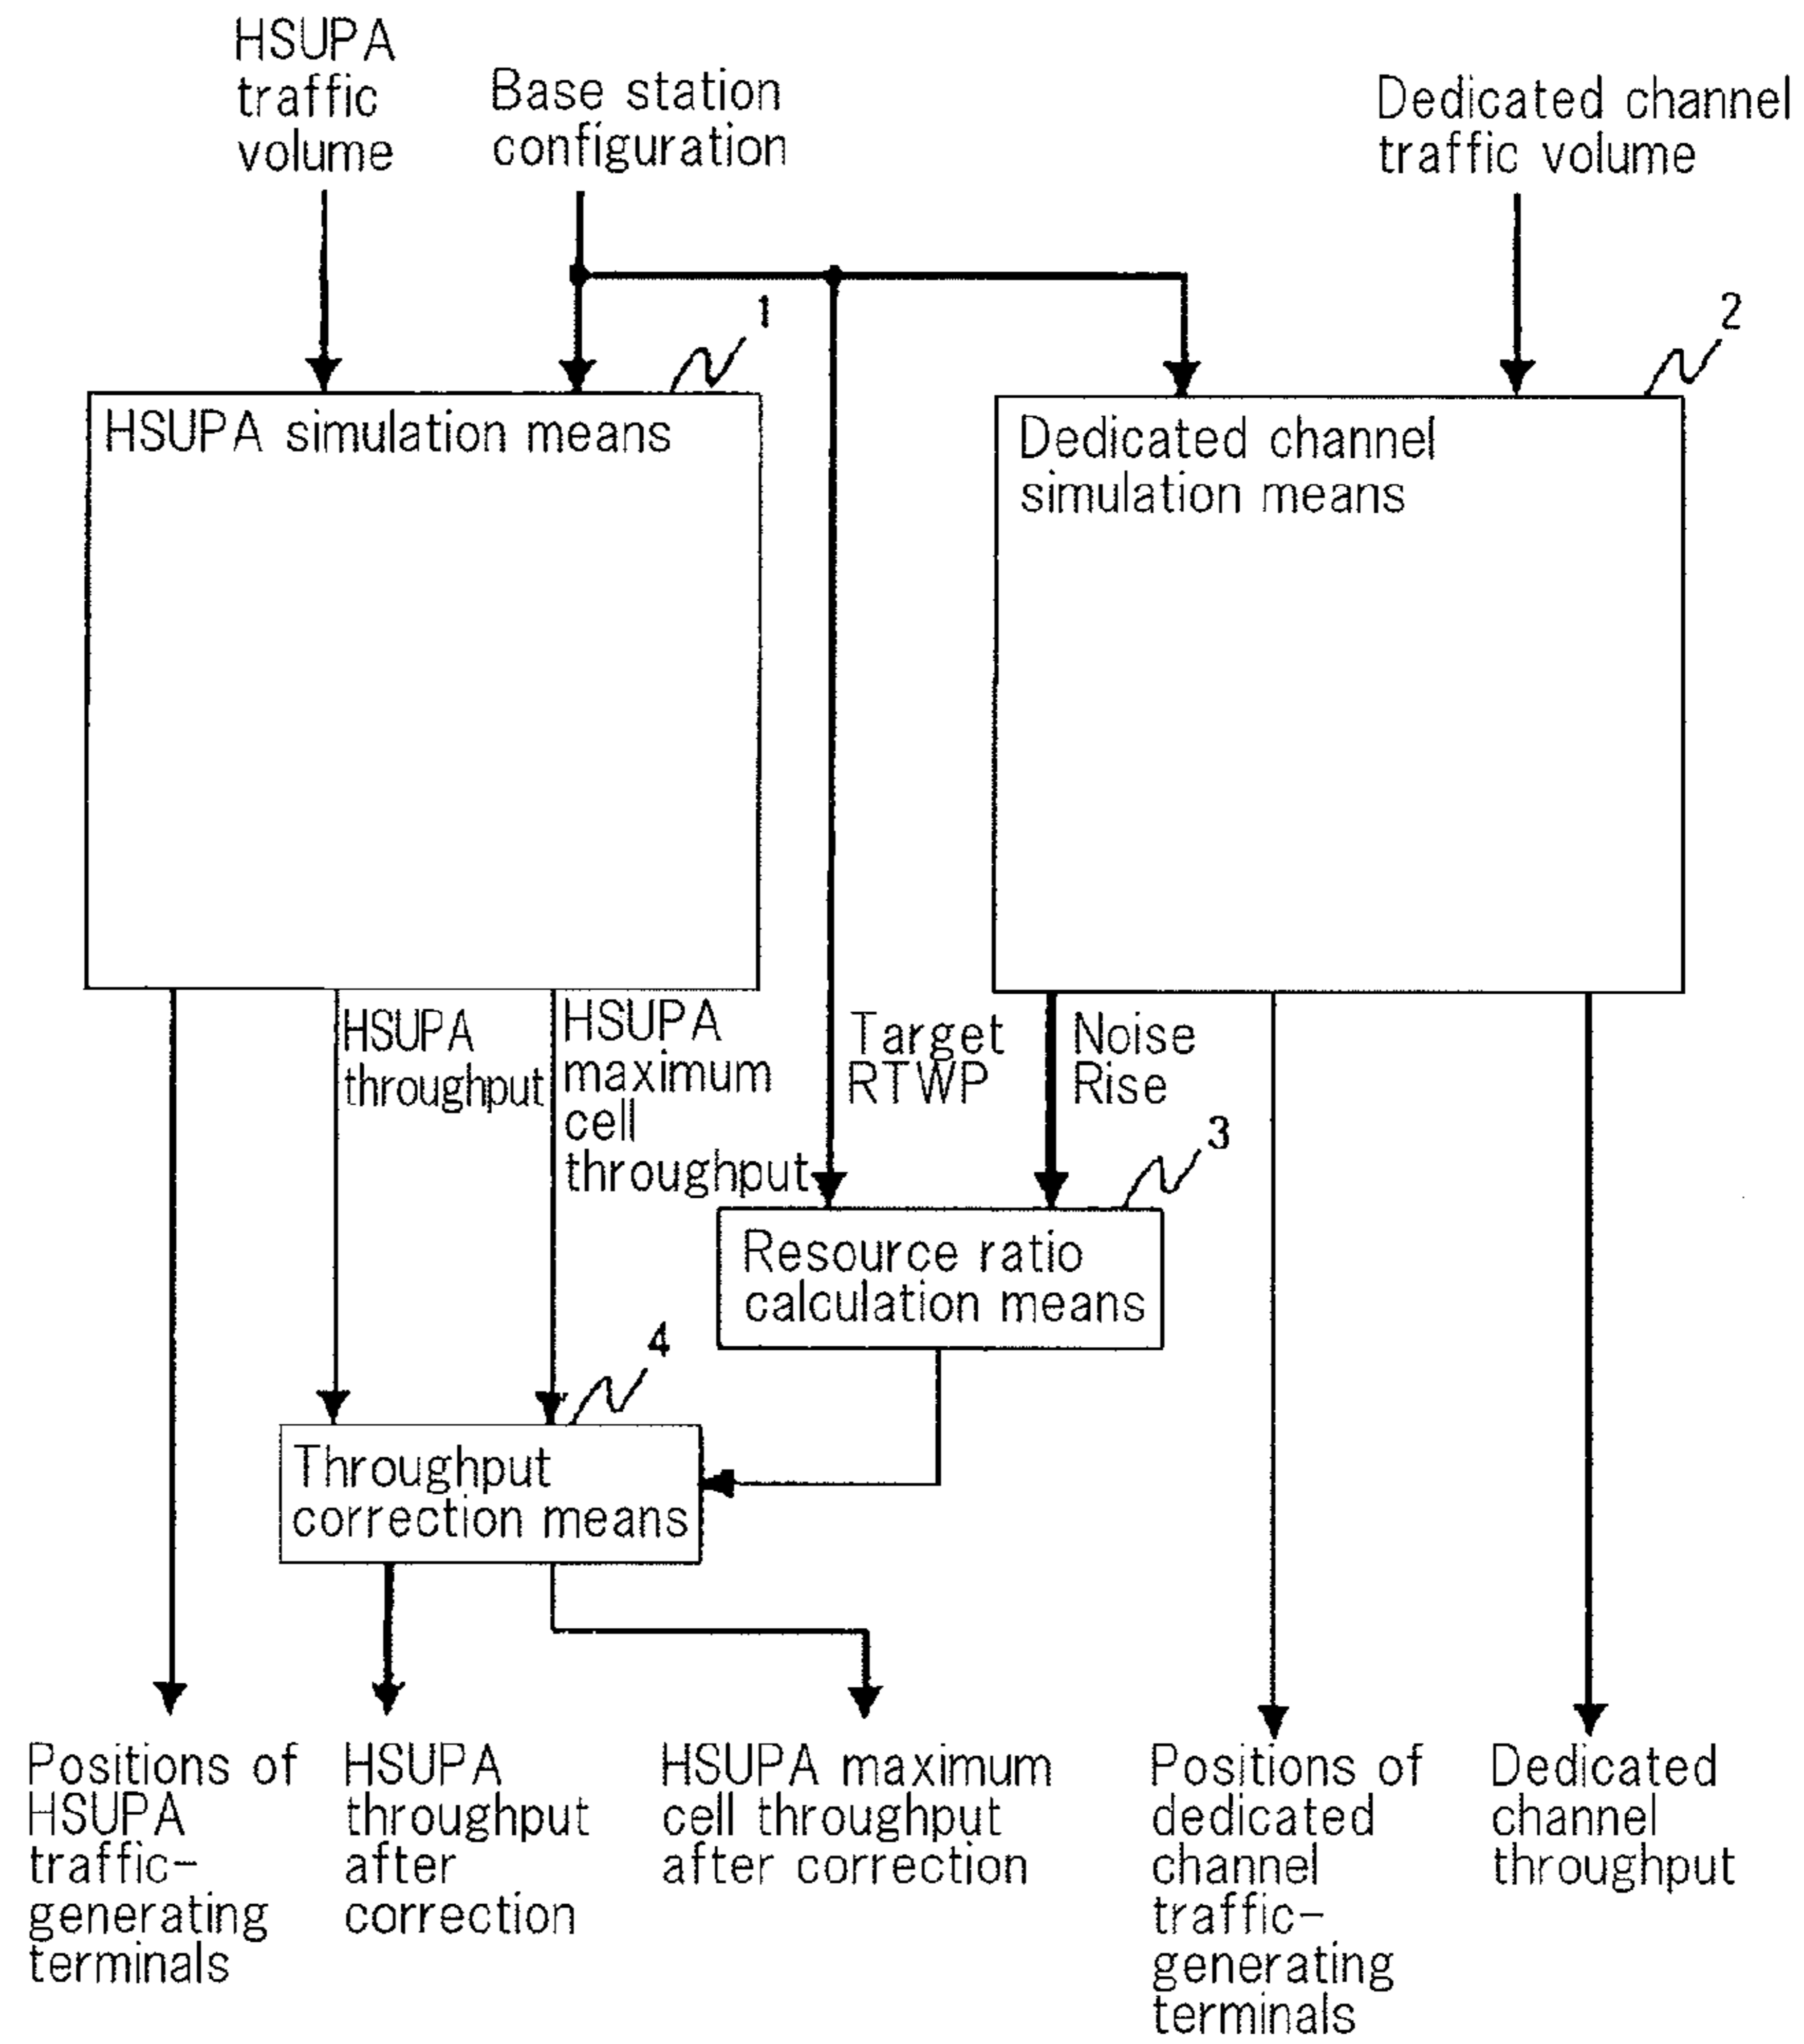 HSUPA
traffic
volume
Base station
configuration
Dedicated channel
traffic volume
1
2
HSUPA simulation means
Dedicated channel
simulation means
HSUPA
throughput
HSUPA
maximum
cell
throughput
Target
RTWP
Noise
Rise
3
Resource ratio
calculation means
4
Throughput
correction means
Positions of
HSUPA
traffic-
generating
terminals
HSUPA
throughput
after
correction
HSUPA maximum
cell throughput
after correction
Positions of
dedicated
channel
traffic-
generating
terminals
Dedicated
channel
throughput